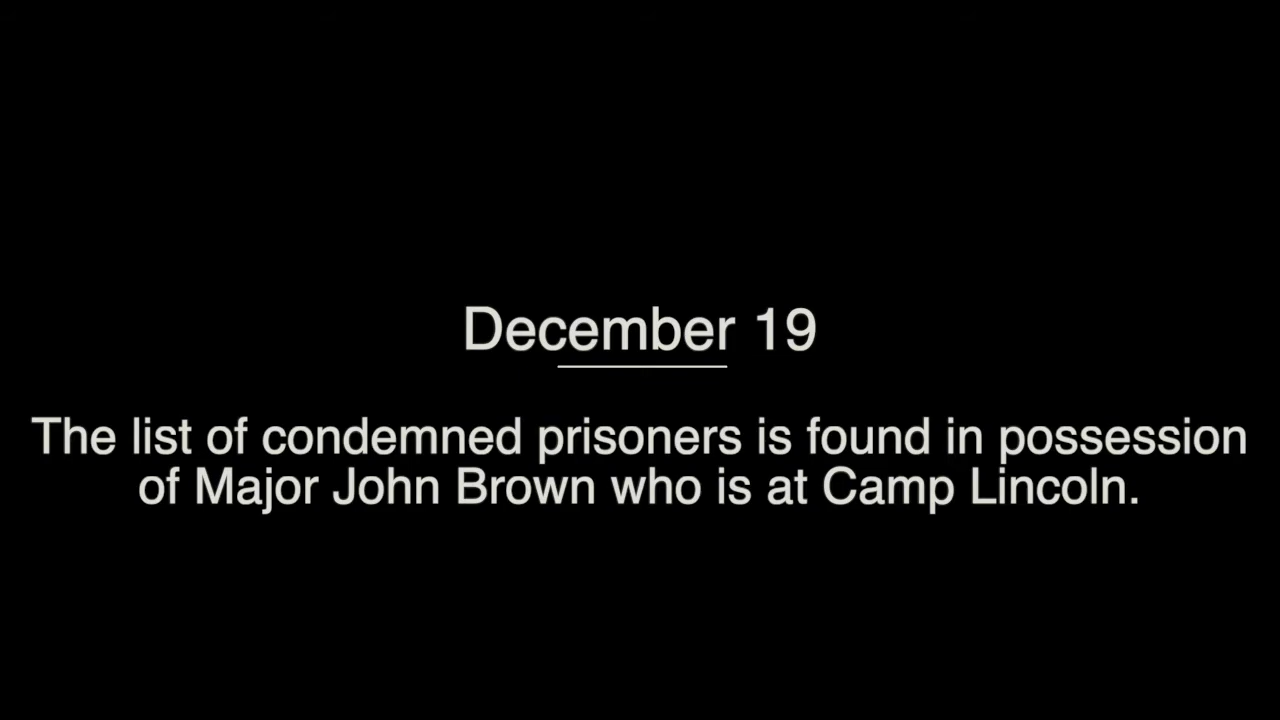 December 19
The list of condemned prisoners is found in possession
of Major John Brown who is at Camp Lincoln.